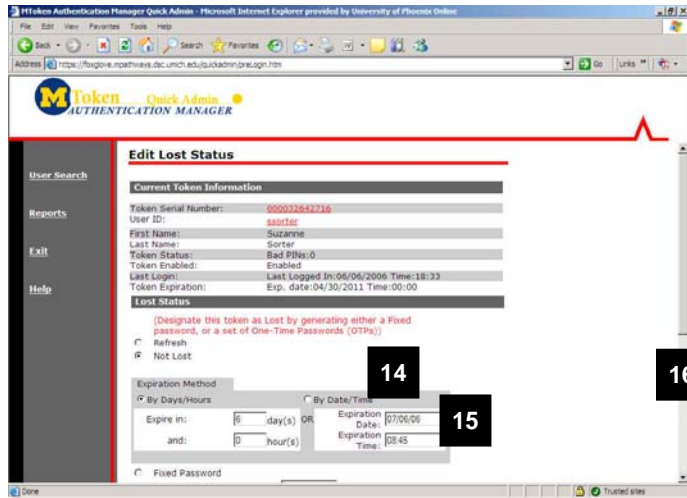 MToken Authentication Manager Quick Admin - Microsoft Internet Explorer provided by University of Phoenix Online
File Edit View Favorites Tools Help
Back Search Favorites
Address https://foxglove.mpathways.dsc.umich.edu/quickadmin/preLogin.htm Go Links »
M Token Quick Admin
AUTHENTICATION MANAGER
User Search
Reports
Exit
Help
Edit Lost Status
Current Token Information
Token Serial Number: 000032642716
User ID: ssorter
First Name: Suzanne
Last Name: Sorter
Token Status: Bad PINs:0
Token Enabled: Enabled
Last Login: Last Logged In:06/06/2006 Time:18:33
Token Expiration: Exp. date:04/30/2011 Time:00:00
Lost Status
(Designate this token as Lost by generating either a Fixed
password, or a set of One-Time Passwords (OTPs))
Refresh
Not Lost
14
16
Expiration Method
By Days/Hours By Date/Time
Expire in: 6 day(s) OR Expiration Date: 07/06/06
15
and: 0 hour(s) Expiration Time: 08:45
Fixed Password
Done Trusted sites